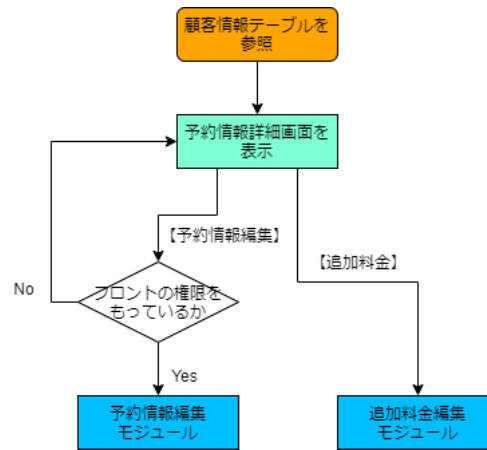 顧客情報テーブルを
参照
予約情報詳細画面を
表示
【予約情報編集】
【追加料金】
No
フロントの権限を
もっているか
Yes
予約情報編集
モジュール
追加料金編集
モジュール